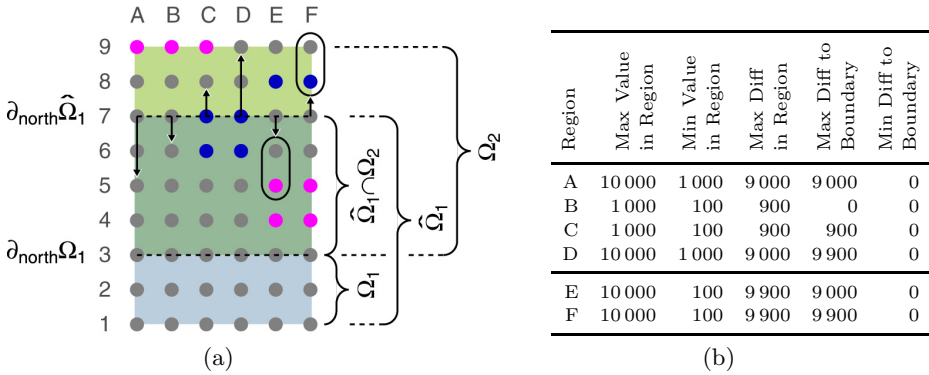 A B C D E F
9
8
∂northΩ̂1 7
6
5
4
∂northΩ1 3
2
1
Ω̂1∩Ω2
Ω1
Ω̂1
Ω2
(a)
Region Max Value in Region Min Value in Region Max Diff in Region Max Diff to Boundary Min Diff to Boundary
A 10 000 1 000 9 000 9 000 0
B 1 000 100 900 0 0
C 1 000 100 900 900 0
D 10 000 1 000 9 000 9 900 0
E 10 000 100 9 900 9 000 0
F 10 000 100 9 900 9 900 0
(b)